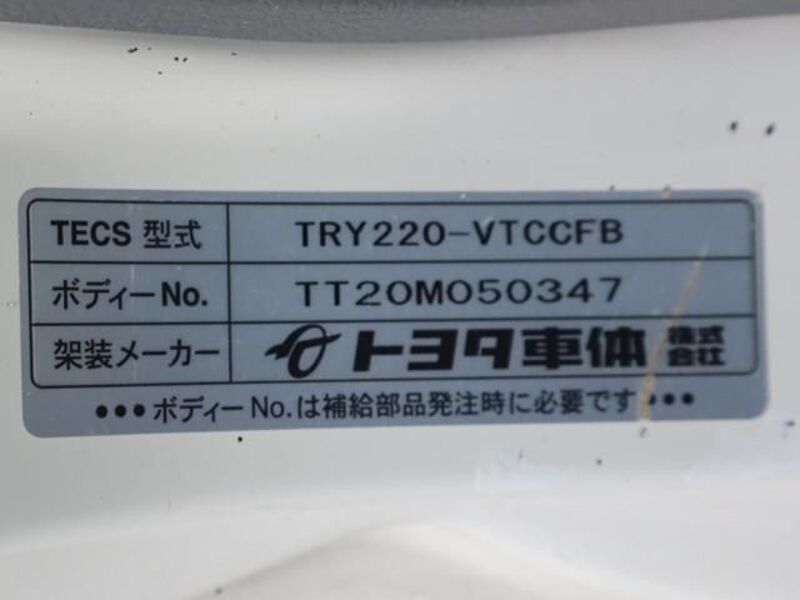 TECS 型式 TRY220-VTCCFB
ボディーNo. TT20M050347
架装メーカー トヨタ車体 株式会社
●●●ボディーNo.は補給部品発注時に必要です●●●